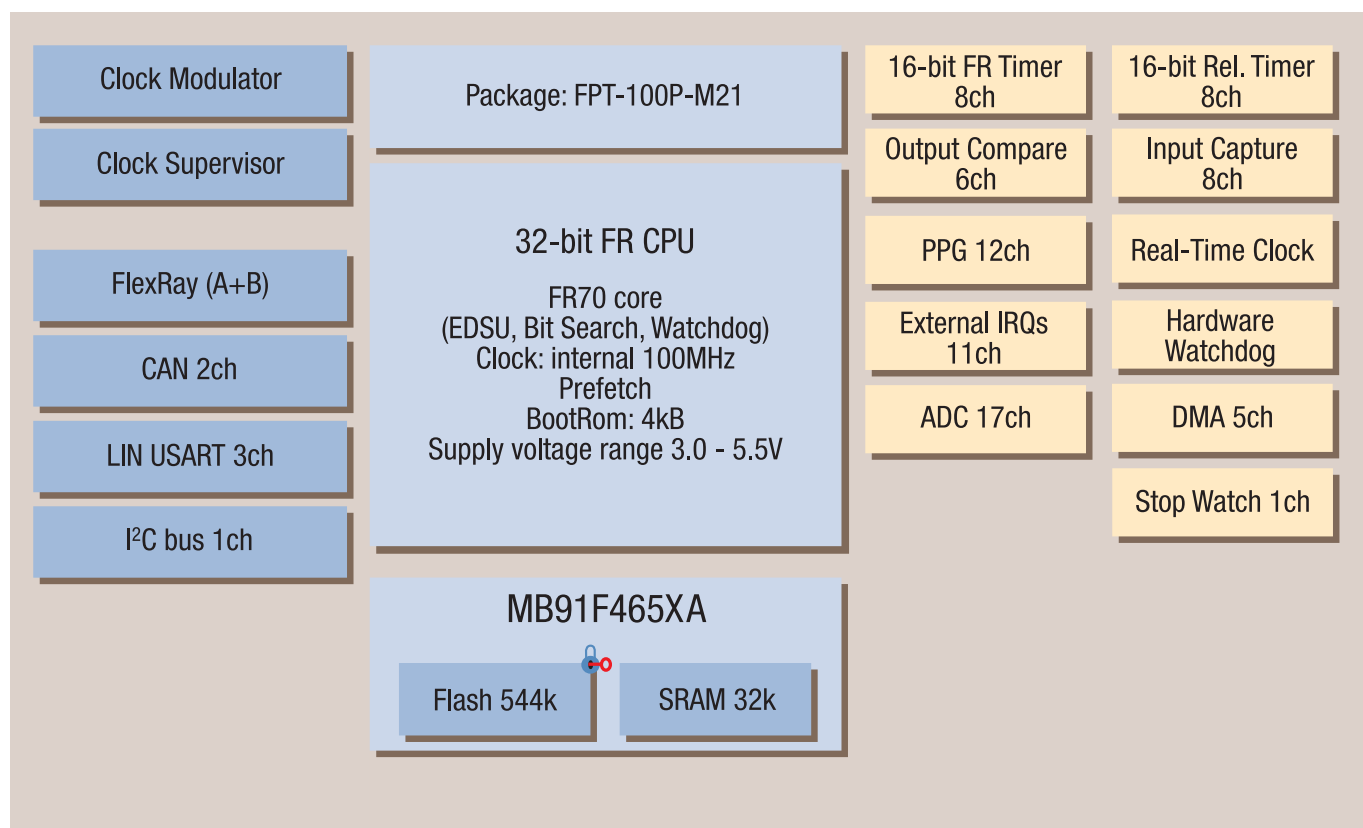 Clock Modulator
Clock Supervisor
FlexRay (A+B)
CAN 2ch
LIN USART 3ch
I²C bus 1ch
Package: FPT-100P-M21
32-bit FR CPU
FR70 core
(EDSU, Bit Search, Watchdog)
Clock: internal 100MHz
Prefetch
BootRom: 4kB
Supply voltage range 3.0 - 5.5V
MB91F465XA
Flash 544k
SRAM 32k
16-bit FR Timer
8ch
16-bit Rel. Timer
8ch
Output Compare
6ch
Input Capture
8ch
PPG 12ch
Real-Time Clock
External IRQs
11ch
Hardware
Watchdog
ADC 17ch
DMA 5ch
Stop Watch 1ch